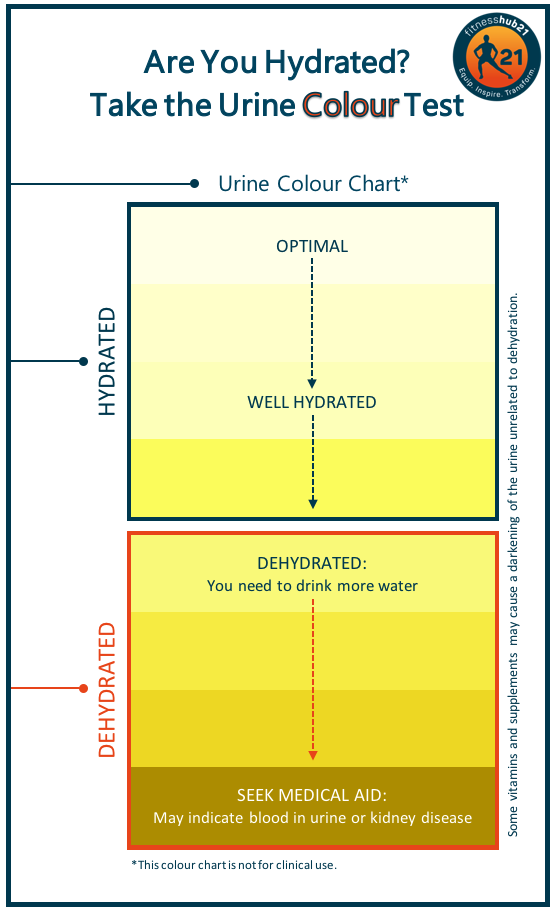 fitnesshub21
21
Equip. Inspire. Transform.
Are You Hydrated?
Take the Urine Colour Test
Urine Colour Chart*
HYDRATED
OPTIMAL
WELL HYDRATED
DEHYDRATED
DEHYDRATED:
You need to drink more water
SEEK MEDICAL AID:
May indicate blood in urine or kidney disease
Some vitamins and supplements may cause a darkening of the urine unrelated to dehydration.
*This colour chart is not for clinical use.